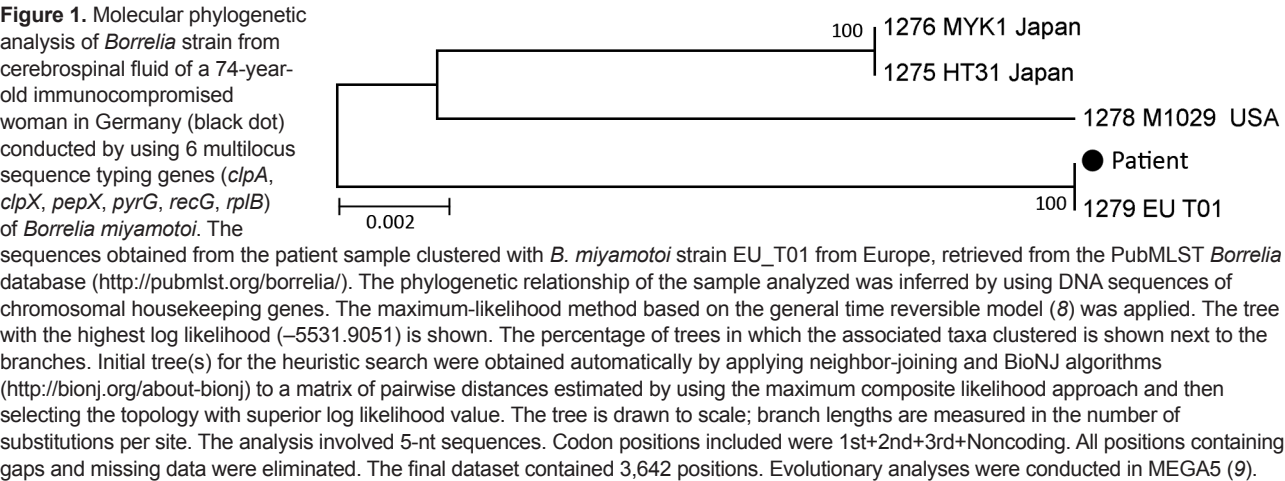 Figure 1. Molecular phylogenetic
analysis of Borrelia strain from
cerebrospinal fluid of a 74-year-
old immunocompromised
woman in Germany (black dot)
conducted by using 6 multilocus
sequence typing genes (clpA,
clpX, pepX, pyrG, recG, rplB)
of Borrelia miyamotoi. The
100
1276 MYK1 Japan
1275 HT31 Japan
1278 M1029 USA
Patient
100
1279 EU T01
0.002
sequences obtained from the patient sample clustered with B. miyamotoi strain EU_T01 from Europe, retrieved from the PubMLST Borrelia
database (http://pubmlst.org/borrelia/). The phylogenetic relationship of the sample analyzed was inferred by using DNA sequences of
chromosomal housekeeping genes. The maximum-likelihood method based on the general time reversible model (8) was applied. The tree
with the highest log likelihood (–5531.9051) is shown. The percentage of trees in which the associated taxa clustered is shown next to the
branches. Initial tree(s) for the heuristic search were obtained automatically by applying neighbor-joining and BioNJ algorithms
(http://bionj.org/about-bionj) to a matrix of pairwise distances estimated by using the maximum composite likelihood approach and then
selecting the topology with superior log likelihood value. The tree is drawn to scale; branch lengths are measured in the number of
substitutions per site. The analysis involved 5-nt sequences. Codon positions included were 1st+2nd+3rd+Noncoding. All positions containing
gaps and missing data were eliminated. The final dataset contained 3,642 positions. Evolutionary analyses were conducted in MEGA5 (9).